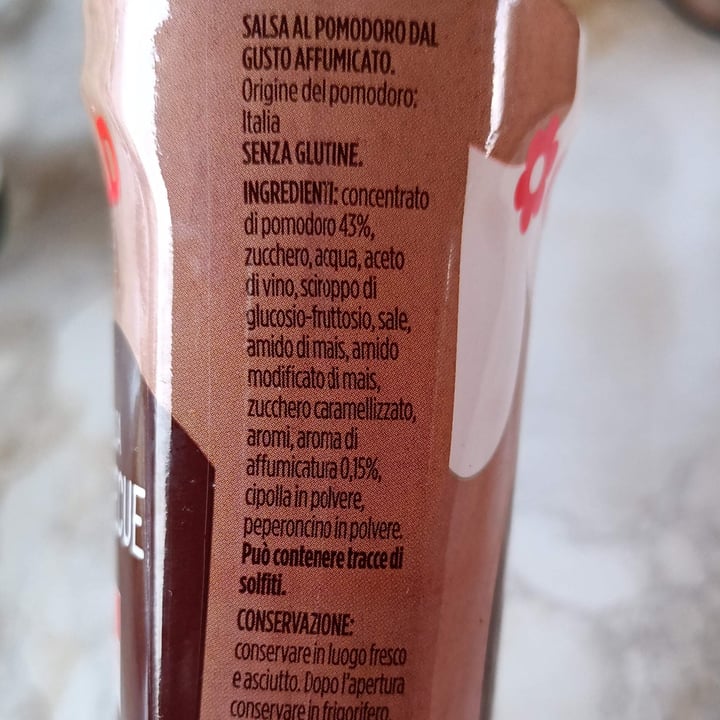 SALSA AL POMODORO DAL
GUSTO AFFUMICATO.
Origine del pomodoro:
Italia
SENZA GLUTINE.
INGREDIENTI: concentrato
di pomodoro 43%,
zucchero, acqua, aceto
di vino, sciroppo di
glucosio-fruttosio, sale,
amido di mais, amido
modificato di mais,
zucchero caramellizzato,
aromi, aroma di
affumicatura 0,15%,
cipolla in polvere,
peperoncino in polvere.
Può contenere tracce di
solfiti.
CONSERVAZIONE:
conservare in luogo fresco
e asciutto. Dopo l'apertura
conservare in frigorifero.